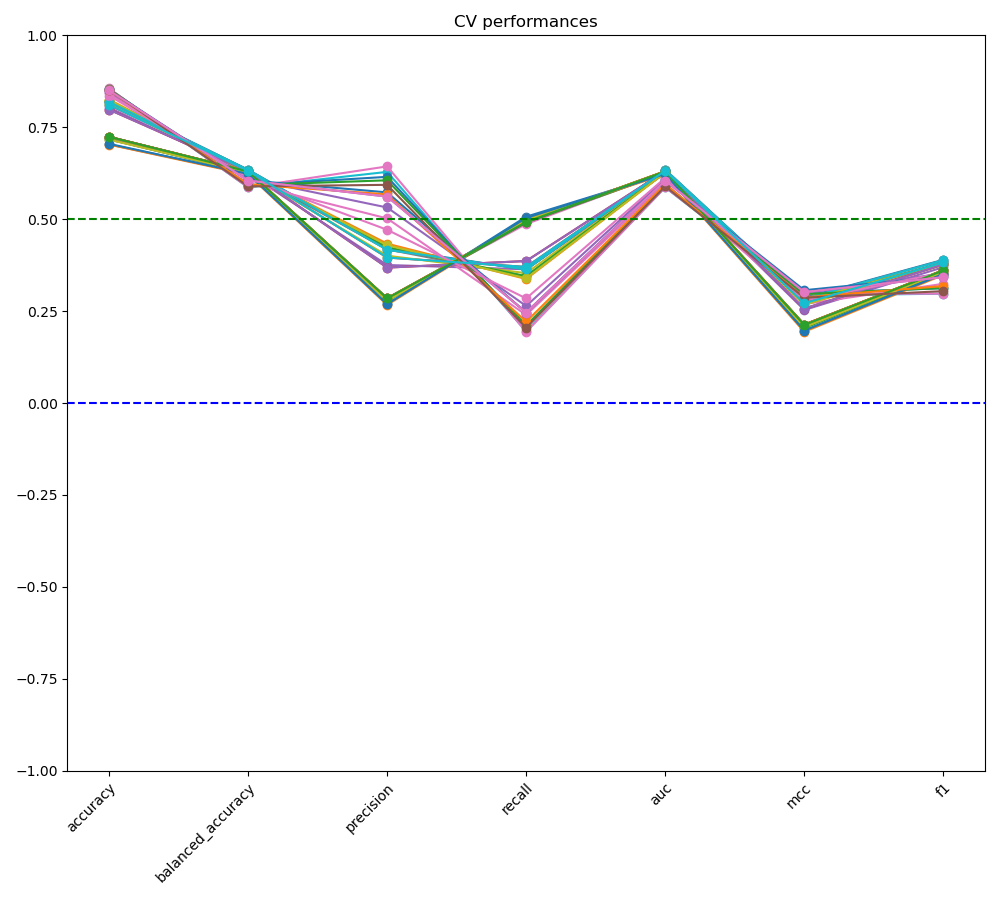 CV performances
1.00
0.75
0.50
0.25
0.00
−0.25
−0.50
−0.75
−1.00
accuracy
balanced_accuracy
precision
recall
auc
mcc
f1